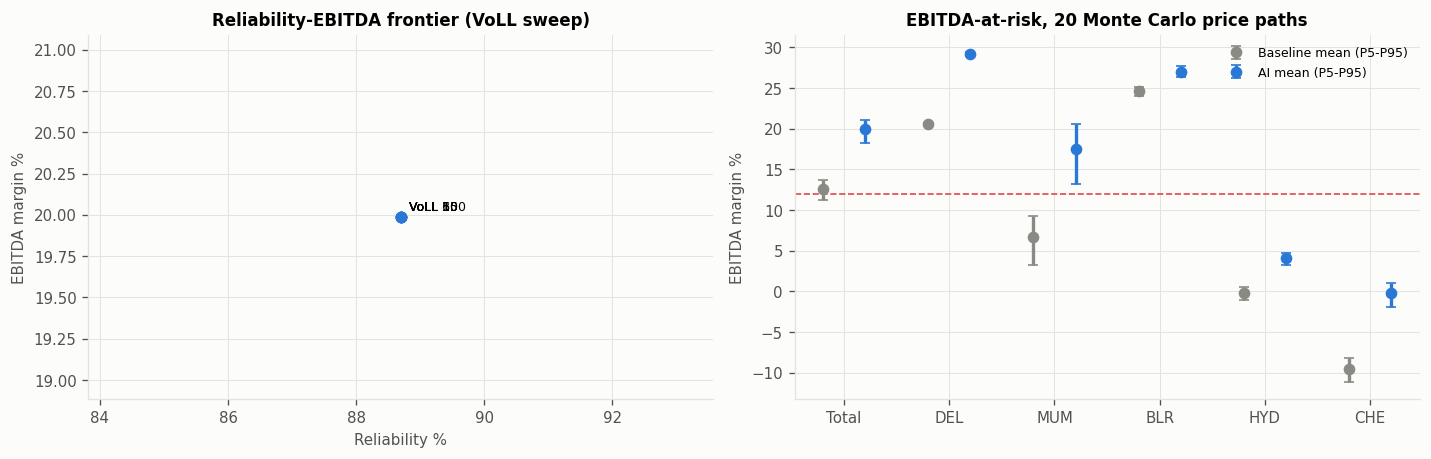 Reliability-EBITDA frontier (VoLL sweep)
EBITDA margin %
21.00
20.75
20.50
20.25
20.00
19.75
19.50
19.25
19.00
VoLL
84
86
88
90
92
Reliability %
EBITDA-at-risk, 20 Monte Carlo price paths
EBITDA margin %
30
25
20
15
10
5
0
−5
−10
Baseline mean (P5-P95)
AI mean (P5-P95)
Total
DEL
MUM
BLR
HYD
CHE